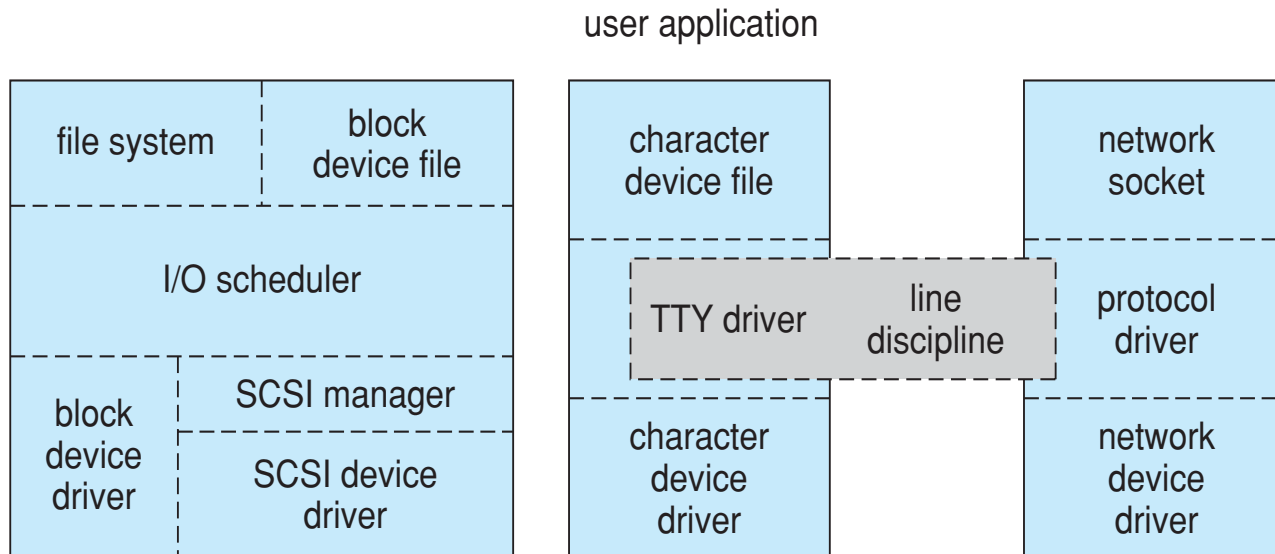 user application
file system
block
device file
I/O scheduler
block
device
driver
SCSI manager
SCSI device
driver
character
device file
TTY driver
line
discipline
character
device
driver
network
socket
protocol
driver
network
device
driver